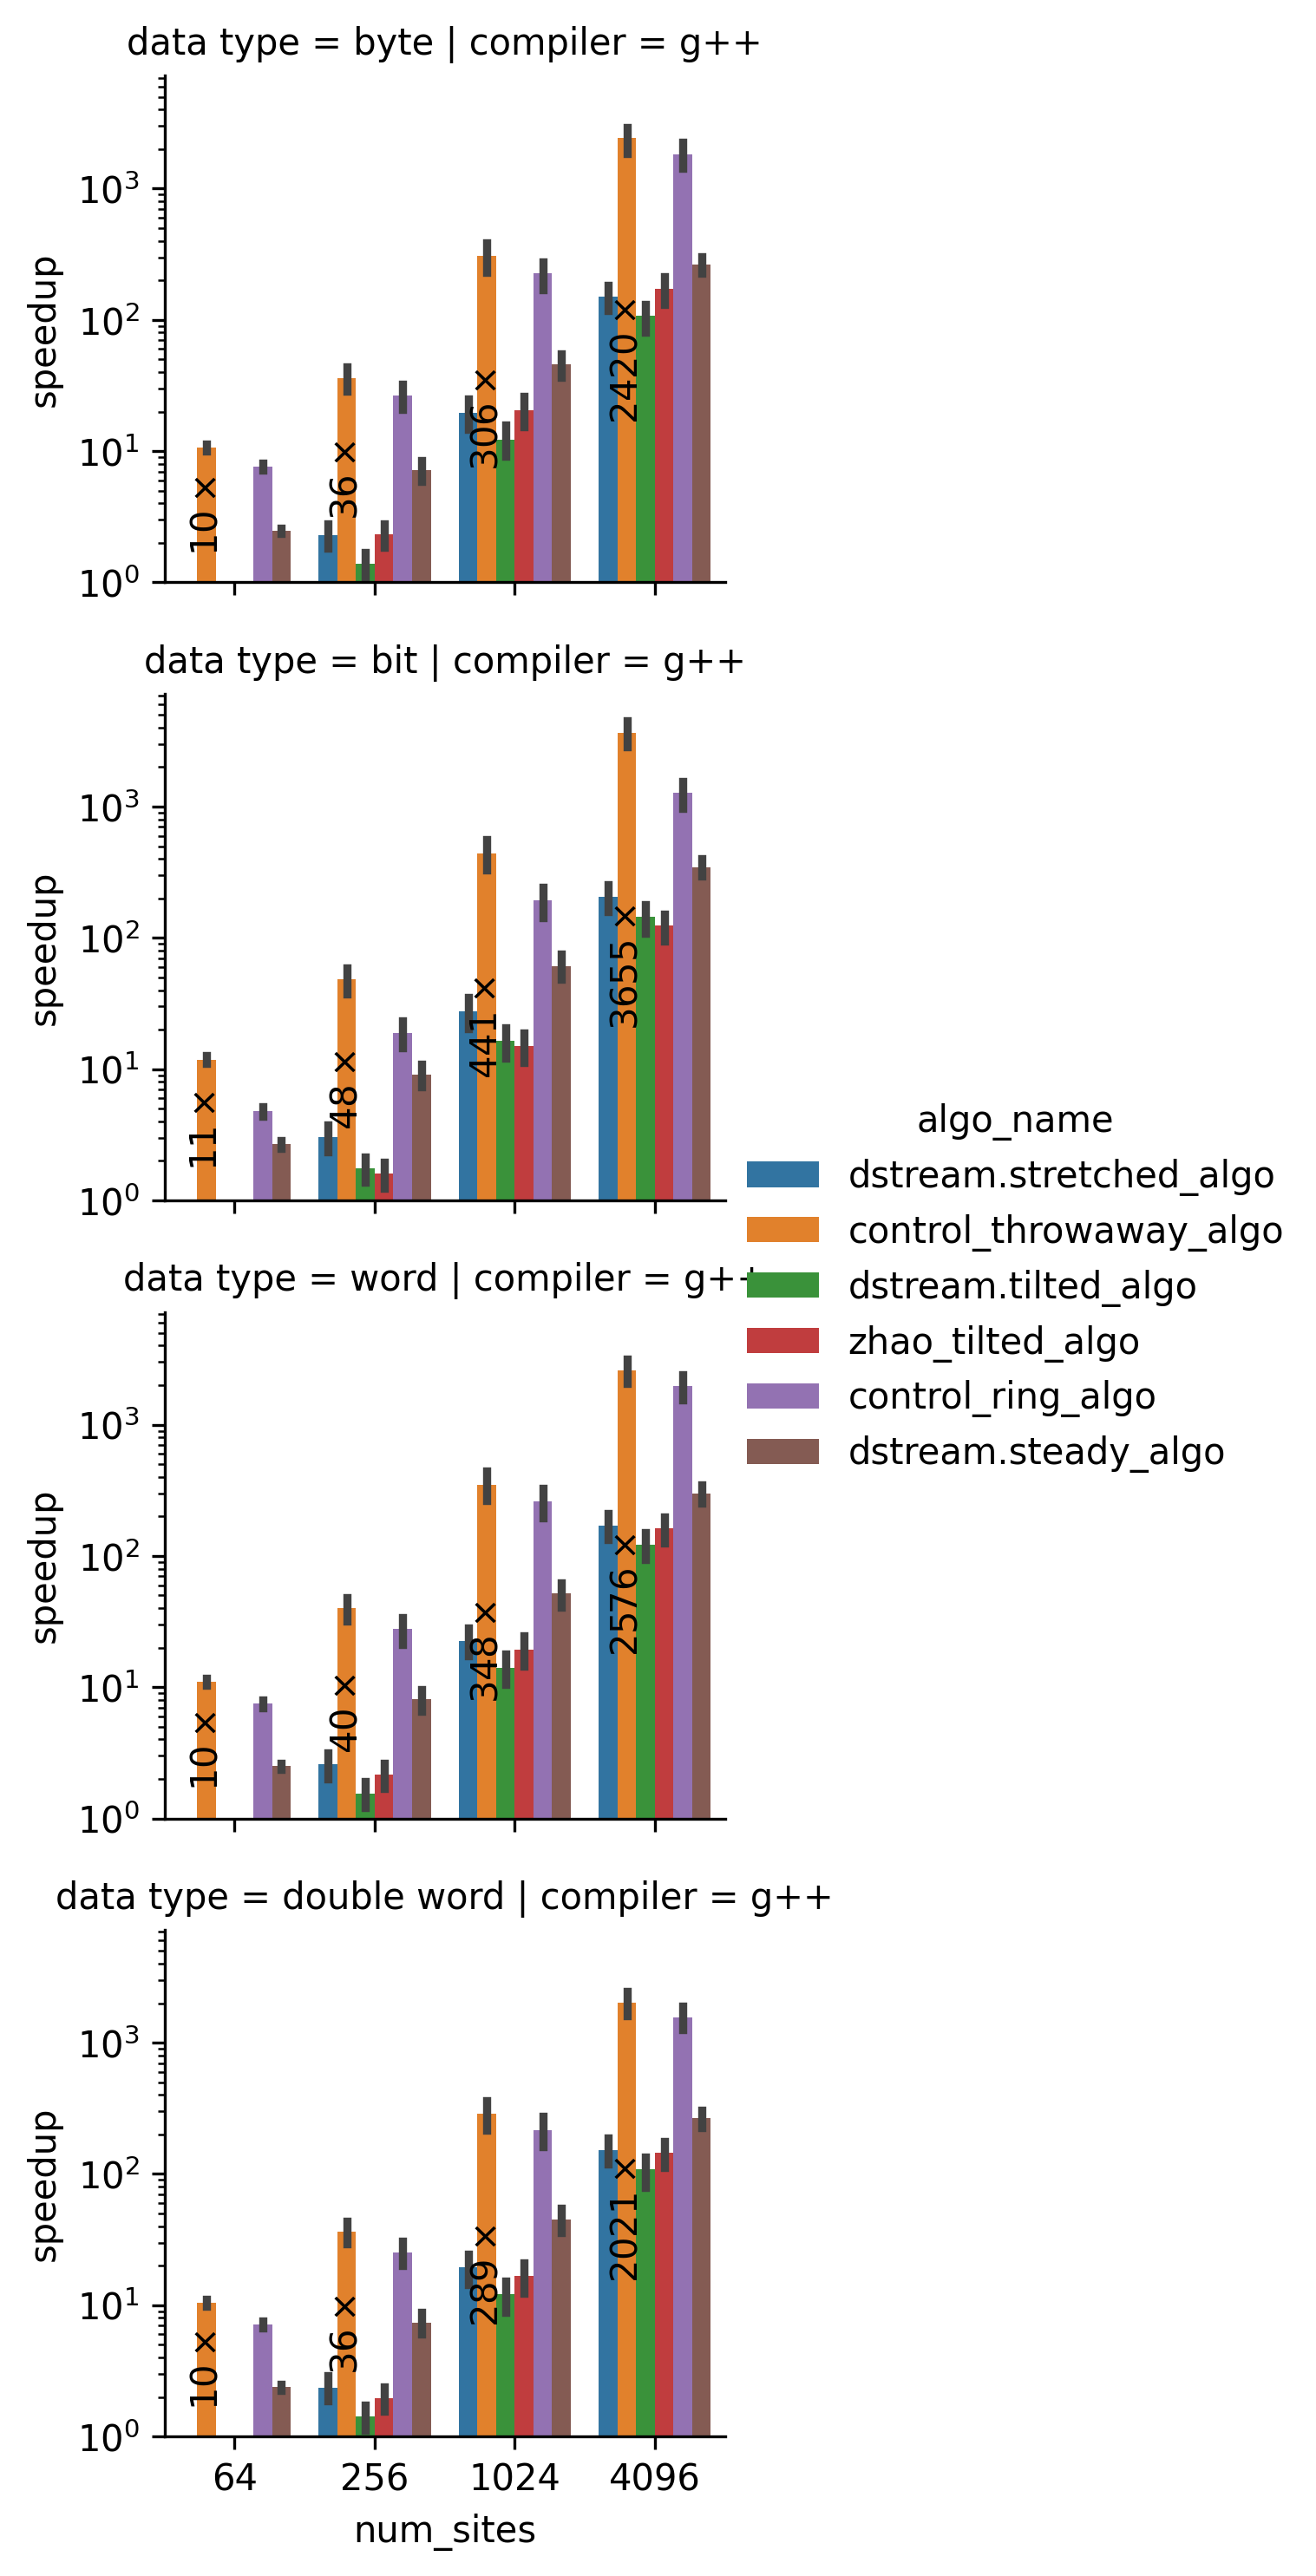 data type = byte | compiler = g++
speedup
10³
10²
10¹
10⁰
10 ×
36 ×
306 ×
2420 ×
data type = bit | compiler = g++
speedup
10³
10²
10¹
10⁰
11 ×
48 ×
441 ×
3655 ×
algo_name
dstream.stretched_algo
control_throwaway_algo
dstream.tilted_algo
zhao_tilted_algo
control_ring_algo
dstream.steady_algo
data type = word | compiler = g++
speedup
10³
10²
10¹
10⁰
10 ×
40 ×
348 ×
2576 ×
data type = double word | compiler = g++
speedup
10³
10²
10¹
10⁰
10 ×
36 ×
289 ×
2021 ×
64 256 1024 4096
num_sites